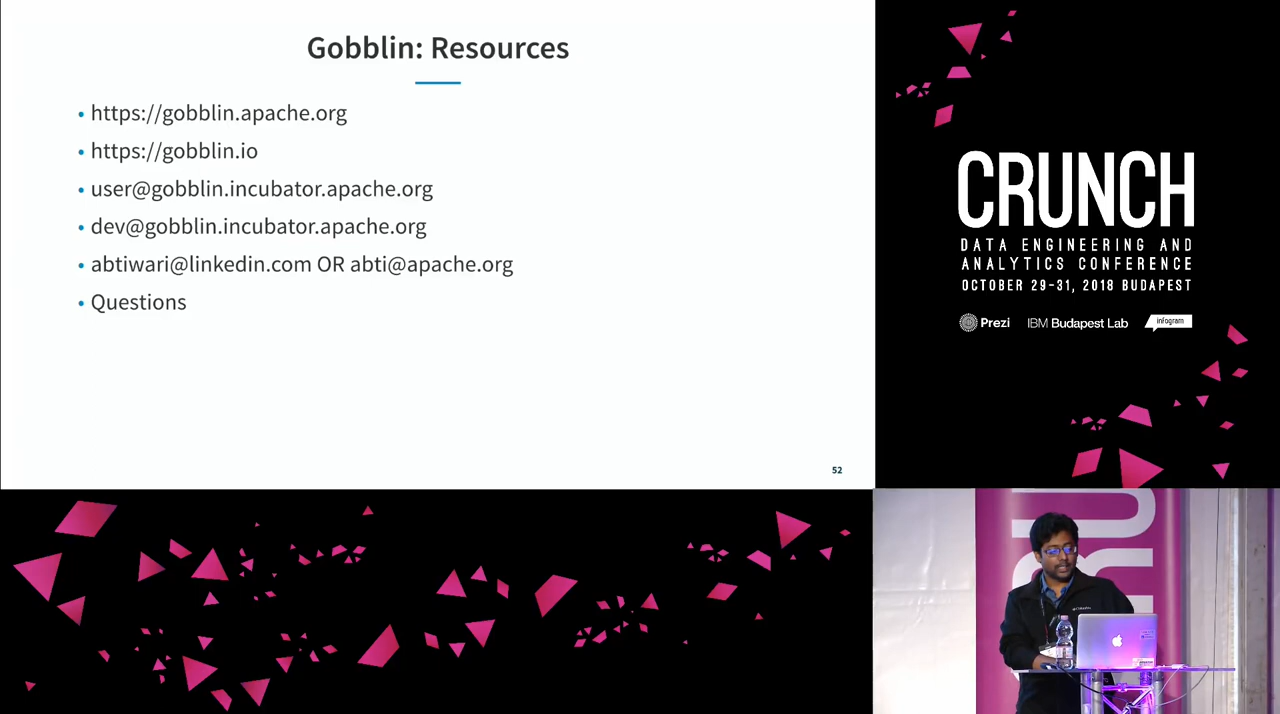 Gobblin: Resources
• https://gobblin.apache.org
• https://gobblin.io
• user@gobblin.incubator.apache.org
• dev@gobblin.incubator.apache.org
• abtiwari@linkedin.com OR abti@apache.org
• Questions
52
CRUNCH
DATA ENGINEERING AND
ANALYTICS CONFERENCE
OCTOBER 29-31, 2018 BUDAPEST
Prezi IBM Budapest Lab infogram
RU
Columbia